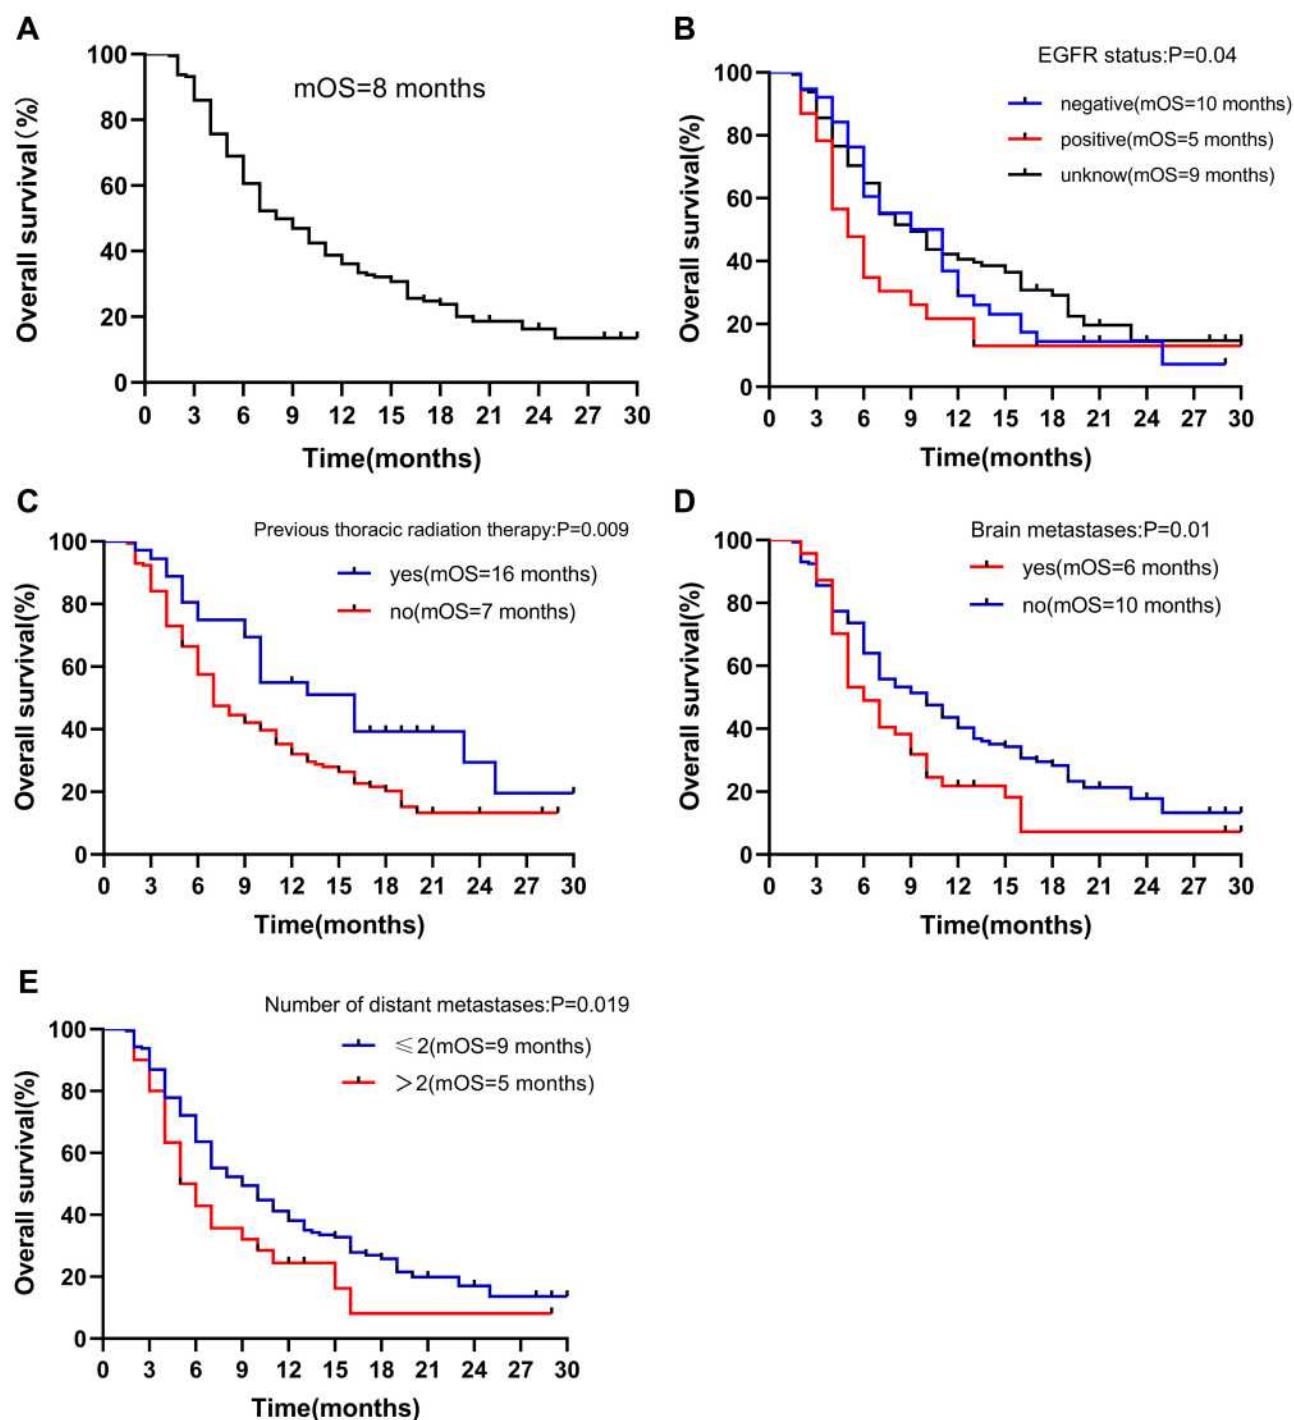 A
mOS=8 months
100
80
60
40
20
0
Overall survival(%)
0 3 6 9 12 15 18 21 24 27 30
Time(months)
B
EGFR status:P=0.04
negative(mOS=10 months)
positive(mOS=5 months)
unknow(mOS=9 months)
100
80
60
40
20
0
Overall survival(%)
0 3 6 9 12 15 18 21 24 27 30
Time(months)
C
Previous thoracic radiation therapy:P=0.009
yes(mOS=16 months)
no(mOS=7 months)
100
80
60
40
20
0
Overall survival(%)
0 3 6 9 12 15 18 21 24 27 30
Time(months)
D
Brain metastases:P=0.01
yes(mOS=6 months)
no(mOS=10 months)
100
80
60
40
20
0
Overall survival(%)
0 3 6 9 12 15 18 21 24 27 30
Time(months)
E
Number of distant metastases:P=0.019
≤2(mOS=9 months)
>2(mOS=5 months)
100
80
60
40
20
0
Overall survival(%)
0 3 6 9 12 15 18 21 24 27 30
Time(months)